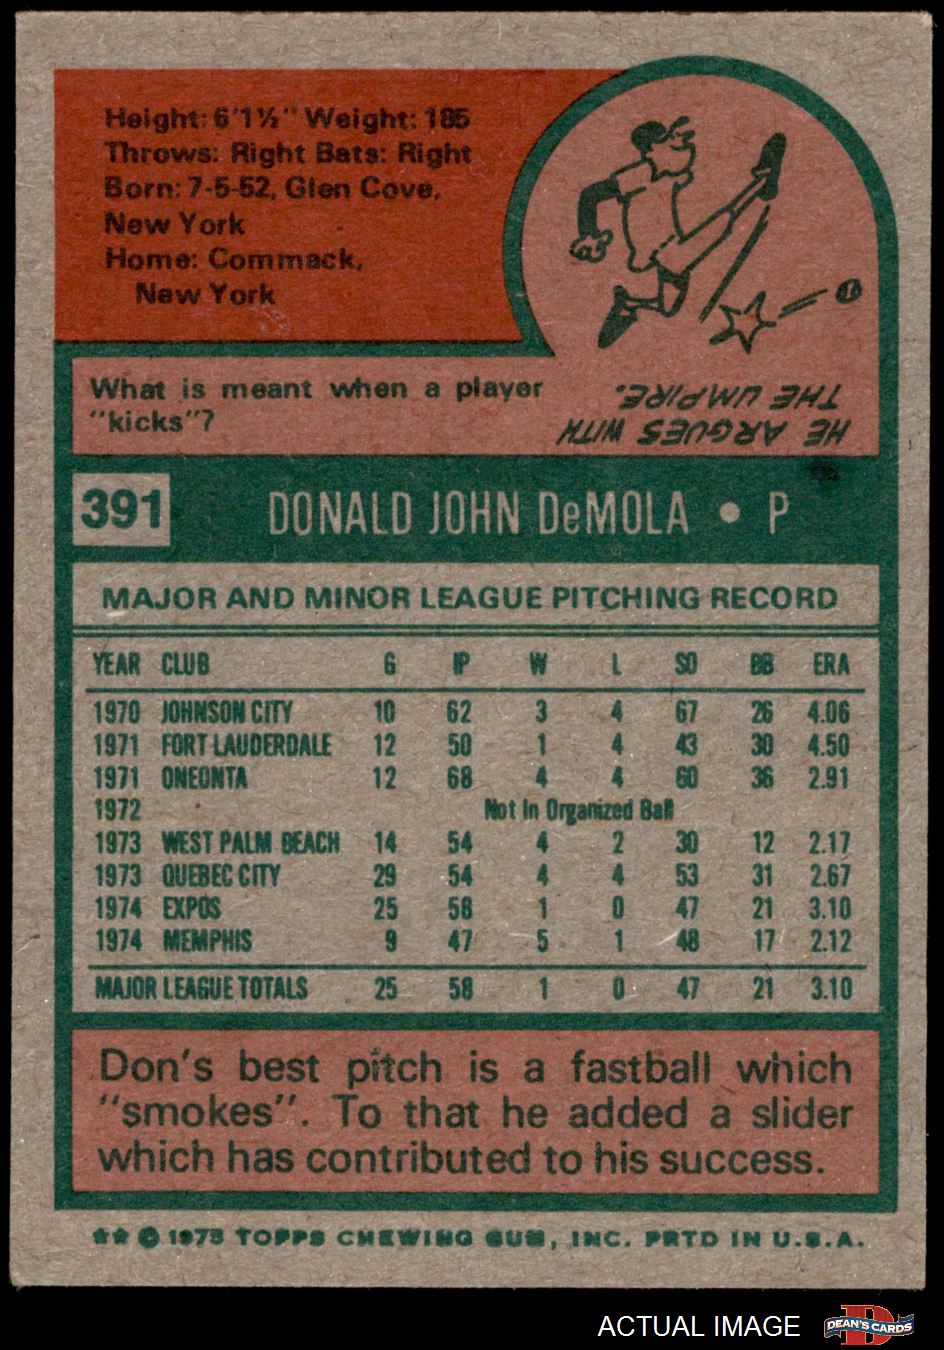 Height: 6'1½" Weight: 185
Throws: Right Bats: Right
Born: 7-5-52, Glen Cove,
New York
Home: Commack,
New York
What is meant when a player
"kicks"?
HE ARGUES WITH
THE UMPIRE.
391 DONALD JOHN DeMOLA • P
MAJOR AND MINOR LEAGUE PITCHING RECORD
YEAR CLUB G IP W L SO BB ERA
1970 JOHNSON CITY 10 62 3 4 67 26 4.06
1971 FORT LAUDERDALE 12 50 1 4 43 30 4.50
1971 ONEONTA 12 68 4 4 60 36 2.91
1972 Not In Organized Ball
1973 WEST PALM BEACH 14 54 4 2 30 12 2.17
1973 QUEBEC CITY 29 54 4 4 53 31 2.67
1974 EXPOS 25 58 1 0 47 21 3.10
1974 MEMPHIS 9 47 5 1 48 17 2.12
MAJOR LEAGUE TOTALS 25 58 1 0 47 21 3.10
Don's best pitch is a fastball which
"smokes". To that he added a slider
which has contributed to his success.
** © 1975 TOPPS CHEWING GUM, INC. PRTD IN U.S.A.
ACTUAL IMAGE DEAN'S CARDS